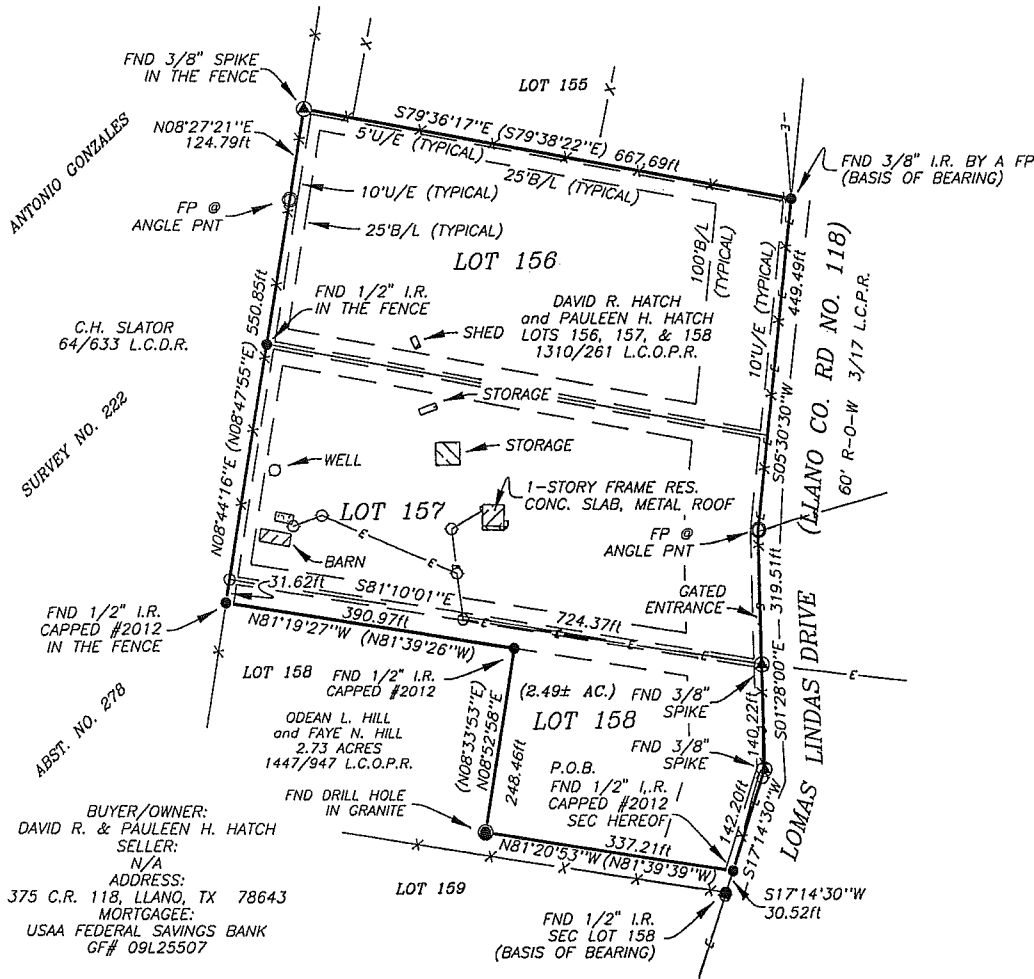 FND 3/8" SPIKE
IN THE FENCE
LOT 155
N08°27'21"E
124.79ft
S79°36'17"E (S79°38'22"E) 667.69ft
5'U/E (TYPICAL)
25'B/L (TYPICAL)
FND 3/8" I.R. BY A FP
(BASIS OF BEARING)
ANTONIO GONZALES
FP @
ANGLE PNT
10'U/E (TYPICAL)
25'B/L (TYPICAL)
LOT 156
100'B/L
(TYPICAL)
10'U/E (TYPICAL)
449.49ft
FND 1/2" I.R.
IN THE FENCE
DAVID R. HATCH
and PAULEEN H. HATCH
LOTS 156, 157, & 158
1310/261 L.C.O.P.R.
C.H. SLATOR
64/633 L.C.D.R.
SHED
N08°44'16"E (N08°47'55"E) 550.85ft
STORAGE
S05°30'30"W
(LLANO CO. RD NO. 118)
60' R-O-W 3/17 L.C.P.R.
SURVEY NO. 222
STORAGE
WELL
1-STORY FRAME RES.
CONC. SLAB, METAL ROOF
LOT 157
FP @
ANGLE PNT
BARN
31.62ft
S81°10'01"E
724.37ft
GATED
ENTRANCE
S01°28'00"E 319.51ft
FND 1/2" I.R.
CAPPED #2012
IN THE FENCE
390.97ft
N81°19'27"W (N81°39'26"W)
LOT 158
FND 1/2" I.R.
CAPPED #2012
(2.49± AC.)
LOT 158
FND 3/8"
SPIKE
140.22ft
LOMAS LINDAS DRIVE
ABST. NO. 278
ODEAN L. HILL
and FAYE N. HILL
2.73 ACRES
1447/947 L.C.O.P.R.
(N08°33'53"E)
N08°52'58"E
248.46ft
FND 3/8"
SPIKE
P.O.B.
FND 1/2" I,.R.
CAPPED #2012
SEC HEREOF
142.20ft
S17°14'30"W
FND DRILL HOLE
IN GRANITE
337.21ft
N81°20'53"W (N81°39'39"W)
BUYER/OWNER:
DAVID R. & PAULEEN H. HATCH
SELLER:
N/A
ADDRESS:
375 C.R. 118, LLANO, TX 78643
MORTGAGEE:
USAA FEDERAL SAVINGS BANK
GF# 09L25507
LOT 159
S17°14'30"W
30.52ft
FND 1/2" I.R.
SEC LOT 158
(BASIS OF BEARING)